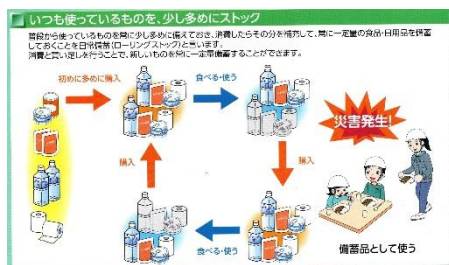 いつも使っているものを、少し多めにストック
普段から使っているものを常に少し多めに備えておき、消費したらその分を補充して、常に一定量の食品・日用品を備蓄
しておくことを日常備蓄(ローリングストック)と言います。
消費と買い足しを行うことで、新しいものを常に一定量備蓄することができます。
初めに多めに購入
食べる・使う
災害発生!
購入
購入
食べる・使う
備蓄品として使う